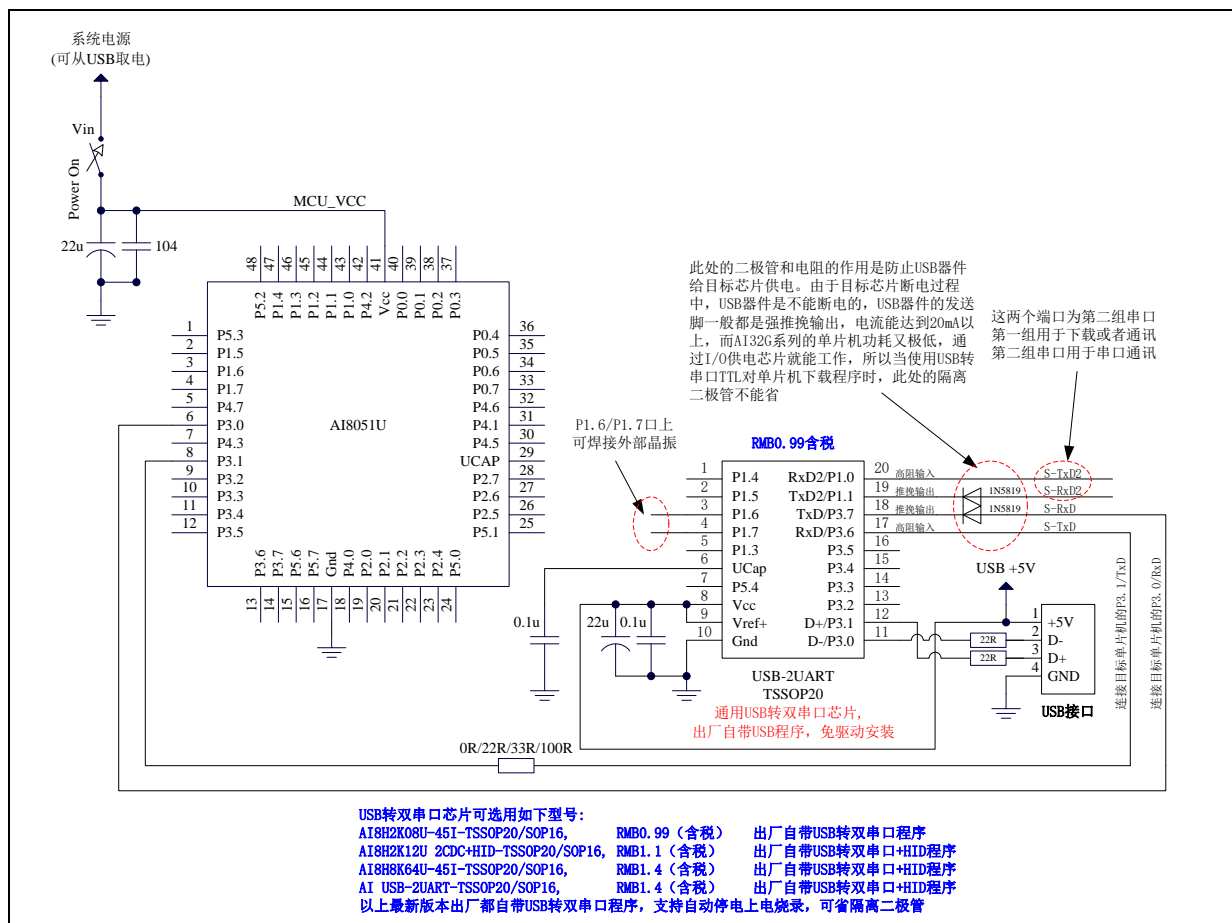 系统电源
(可从USB取电)
Vin
Power On
MCU_VCC
22u
104
48
47
46
45
44
43
42
41
40
39
38
37
P5.2
P1.4
P1.3
P1.2
P1.1
P1.0
P4.2
Vcc
P0.0
P0.1
P0.2
P0.3
1 P5.3
2 P1.5
3 P1.6
4 P1.7
5 P4.7
6 P3.0
7 P4.3
8 P3.1
9 P3.2
10 P3.3
11 P3.4
12 P3.5
AI8051U
P0.4 36
P0.5 35
P0.6 34
P0.7 33
P4.6 32
P4.1 31
P4.5 30
UCAP 29
P2.7 28
P2.6 27
P2.5 26
P5.1 25
P3.6
P3.7
P5.6
P5.7
Gnd
P4.0
P2.0
P2.1
P2.2
P2.3
P2.4
P5.0
13
14
15
16
17
18
19
20
21
22
23
24
此处的二极管和电阻的作用是防止USB器件
给目标芯片供电。由于目标芯片断电过程
中，USB器件是不能断电的，USB器件的发送
脚一般都是强推挽输出，电流能达到20mA以
上，而AI32G系列的单片机功耗又极低，通
过I/O供电芯片就能工作，所以当使用USB转
串口TTL对单片机下载程序时，此处的隔离
二极管不能省
这两个端口为第二组串口
第一组用于下载或者通讯
第二组串口用于串口通讯
P1.6/P1.7口上
可焊接外部晶振
RMB0.99含税
1 P1.4
2 P1.5
3 P1.6
4 P1.7
5 P1.3
6 UCap
7 P5.4
8 Vcc
9 Vref+
10 Gnd
RxD2/P1.0 20 高阻输入 S-TxD2
TxD2/P1.1 19 推挽输出 1N5819 S-RxD2
TxD/P3.7 18 推挽输出 1N5819 S-RxD
RxD/P3.6 17 高阻输入 S-TxD
P3.5 16
P3.4 15
P3.3 14
P3.2 13
D+/P3.1 12
D-/P3.0 11
0.1u
22u
0.1u
USB-2UART
TSSOP20
通用USB转双串口芯片,
出厂自带USB程序，免驱动安装
USB +5V
22R
22R
1 +5V
2 D-
3 D+
4 GND
USB接口
连接目标单片机的P3.1/TxD
连接目标单片机的P3.0/RxD
0R/22R/33R/100R
USB转双串口芯片可选用如下型号:
AI8H2K08U-45I-TSSOP20/SOP16, RMB0.99（含税） 出厂自带USB转双串口程序
AI8H2K12U 2CDC+HID-TSSOP20/SOP16, RMB1.1（含税） 出厂自带USB转双串口+HID程序
AI8H8K64U-45I-TSSOP20/SOP16, RMB1.4（含税） 出厂自带USB转双串口+HID程序
AI USB-2UART-TSSOP20/SOP16, RMB1.4（含税） 出厂自带USB转双串口+HID程序
以上最新版本出厂都自带USB转双串口程序，支持自动停电上电烧录，可省隔离二极管